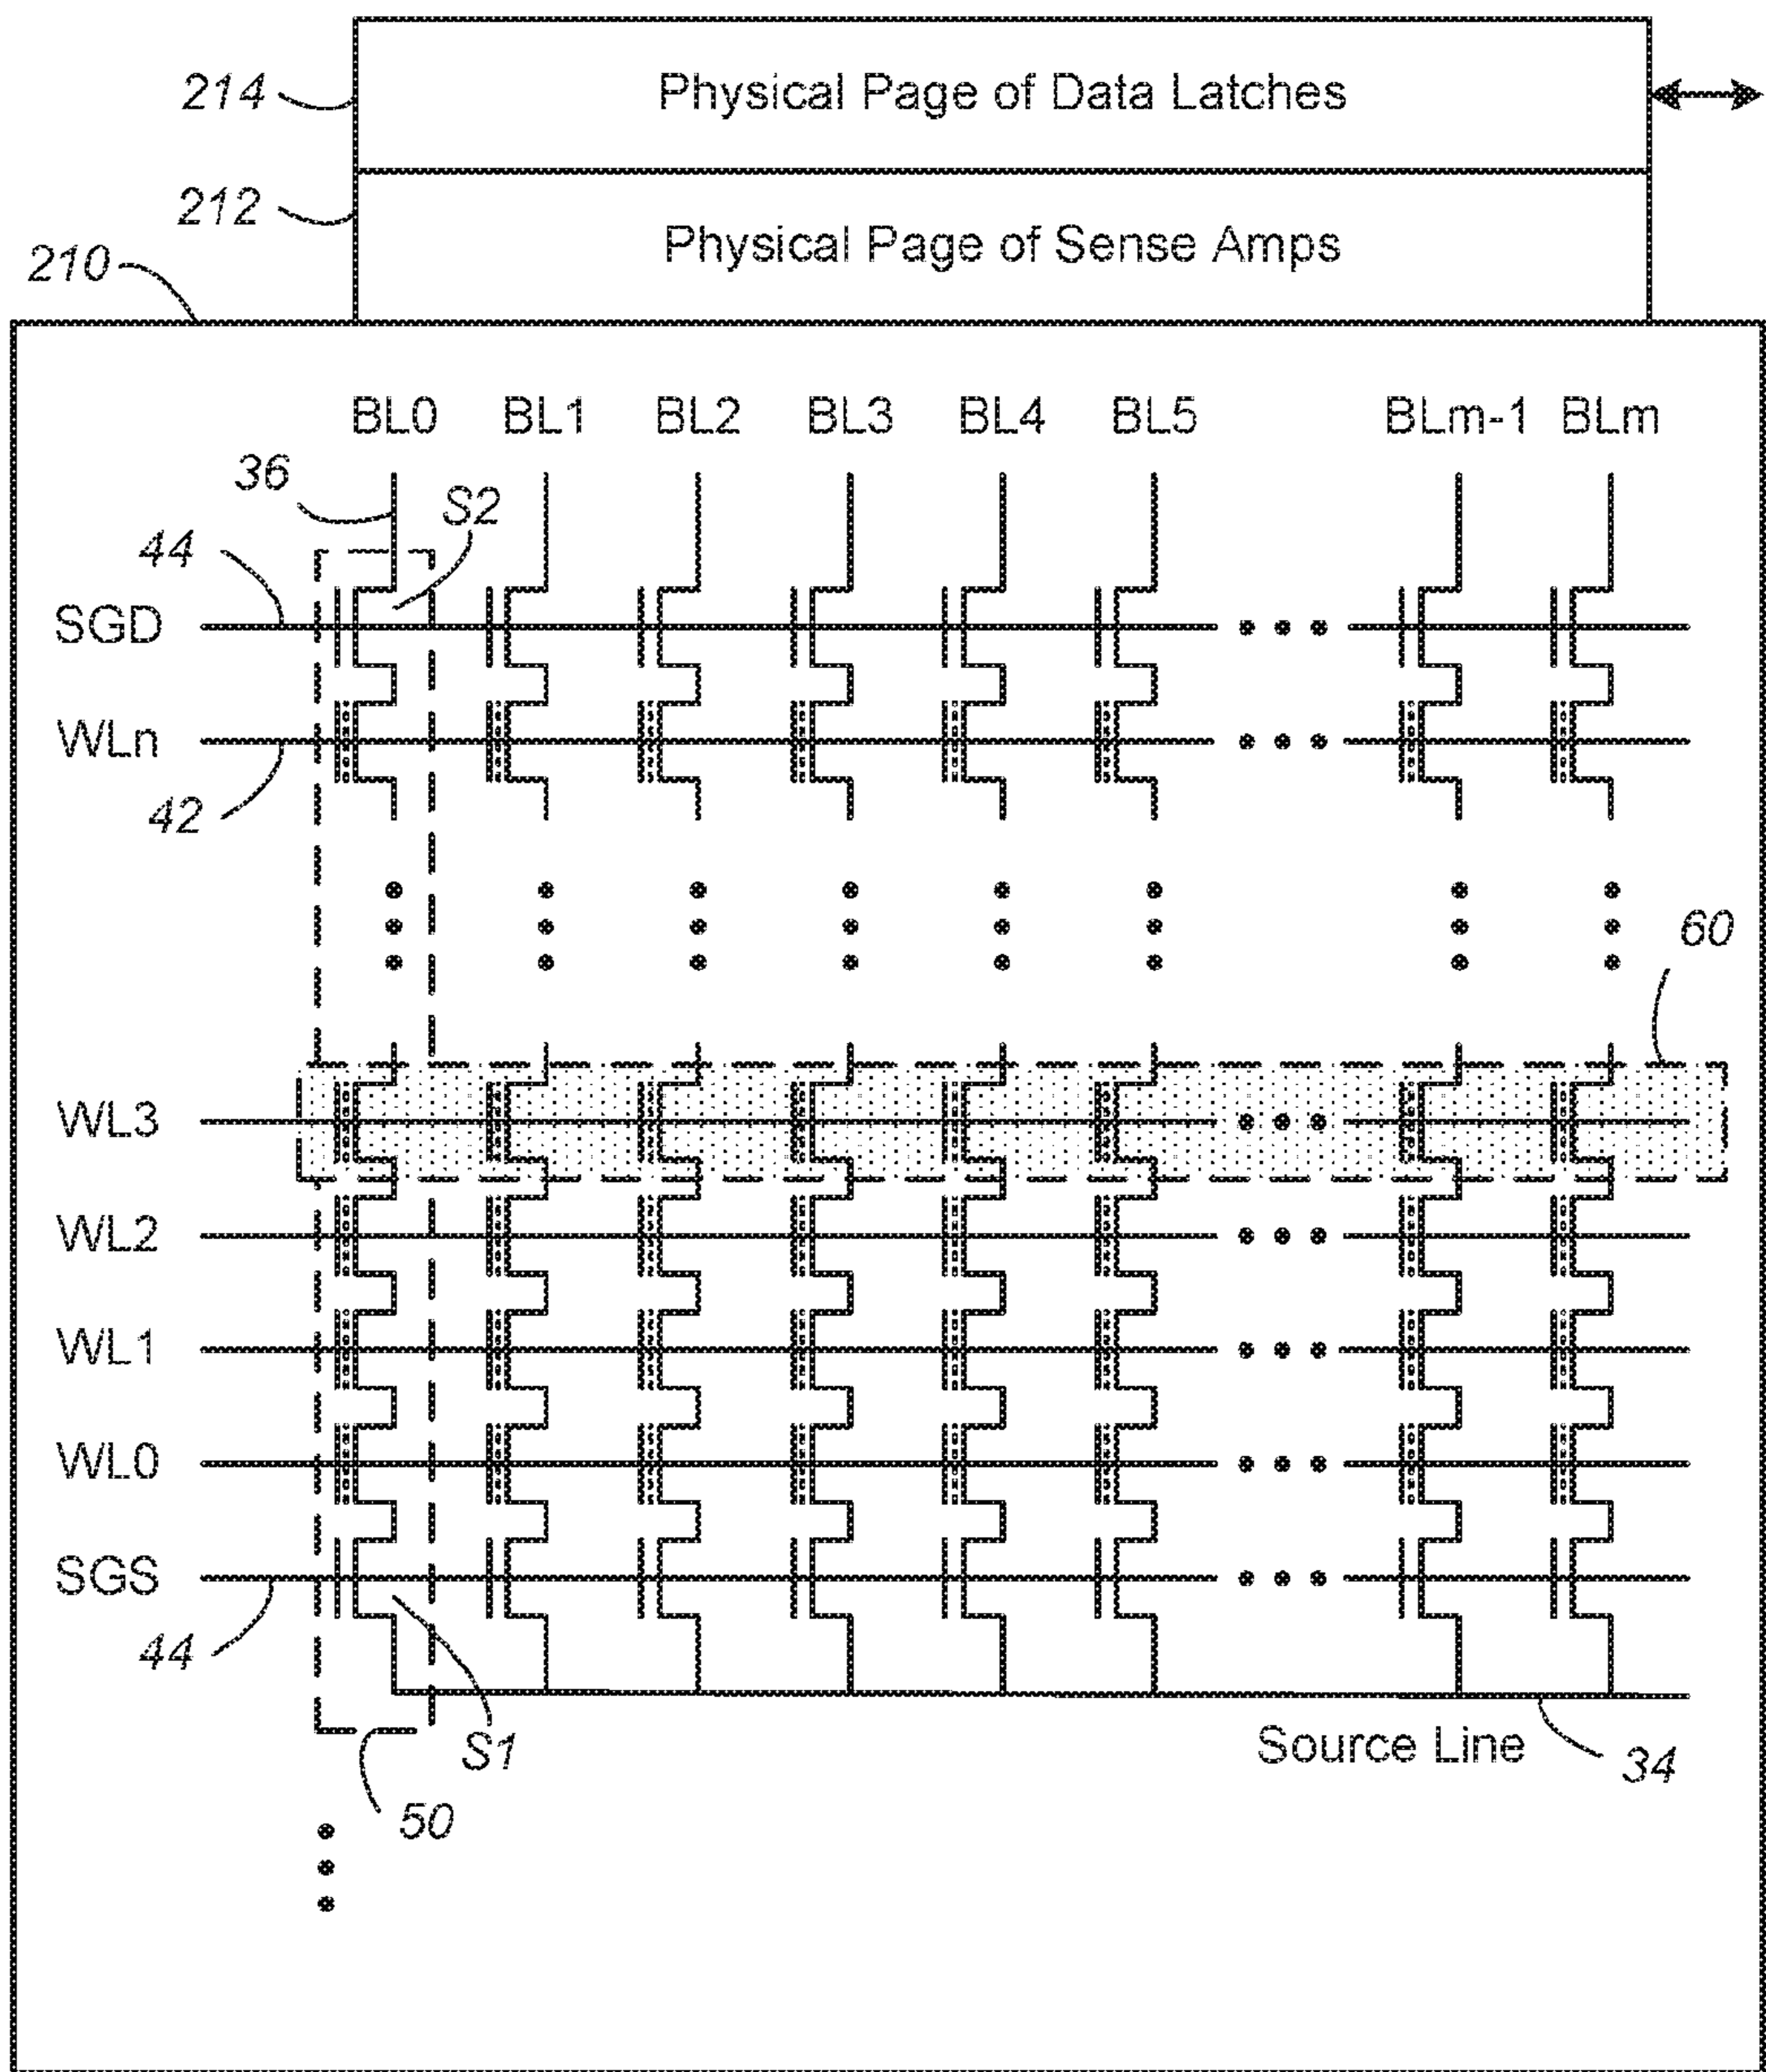 214
Physical Page of Data Latches
212
Physical Page of Sense Amps
210
BL0 BL1 BL2 BL3 BL4 BL5 BLm-1 BLm
36
S2
44
SGD
WLn
42
60
WL3
WL2
WL1
WL0
SGS
44
S1
Source Line
34
50